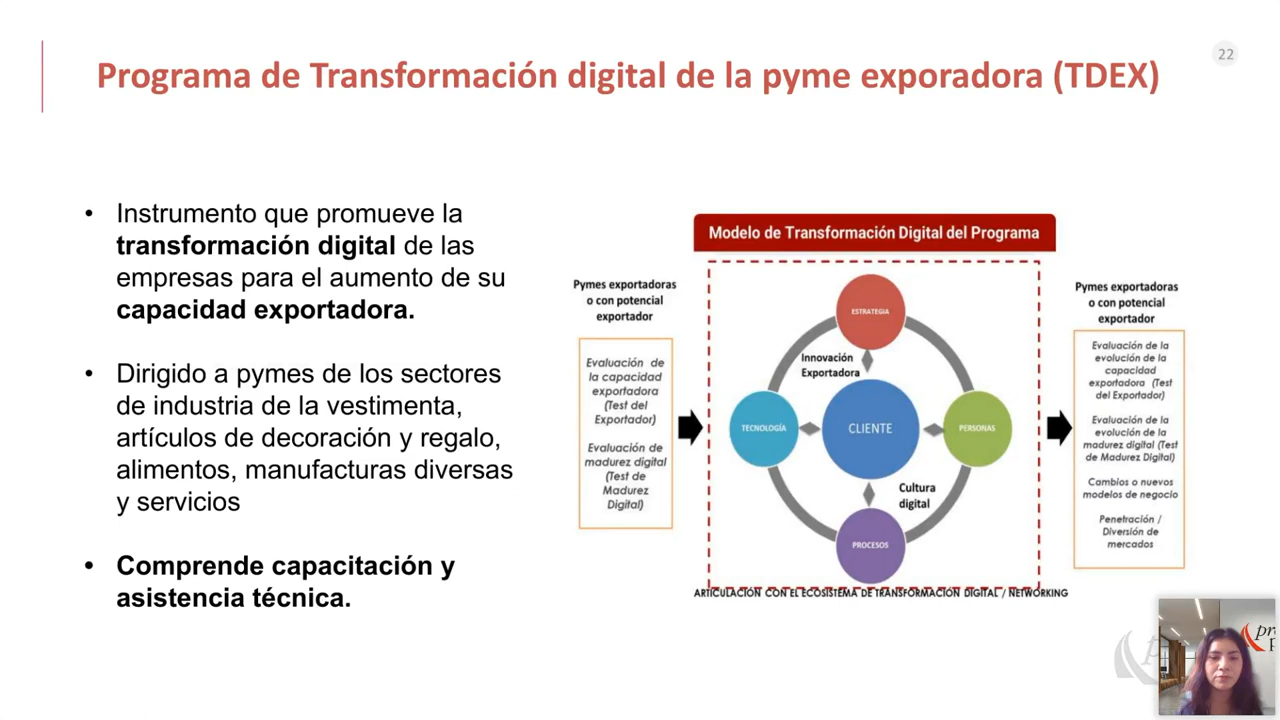 22
Programa de Transformación digital de la pyme exporadora (TDEX)
• Instrumento que promueve la
transformación digital de las
empresas para el aumento de su
capacidad exportadora.
• Dirigido a pymes de los sectores
de industria de la vestimenta,
artículos de decoración y regalo,
alimentos, manufacturas diversas
y servicios
• Comprende capacitación y
asistencia técnica.
Modelo de Transformación Digital del Programa
Pymes exportadoras
o con potencial
exportador
Evaluación de
la capacidad
exportadora
(Test del
Exportador)
Evaluación de
madurez digital
(Test de
Madurez
Digital)
ESTRATEGIA
Innovación
Exportadora
TECNOLOGÍA
CLIENTE
PERSONAS
Cultura
digital
PROCESOS
ARTICULACIÓN CON EL ECOSISTEMA DE TRANSFORMACIÓN DIGITAL / NETWORKING
Pymes exportadoras
o con potencial
exportador
Evaluación de la
evolución de la
capacidad
exportadora (Test
del Exportador)
Evaluación de la
evolución de la
madurez digital (Test
de Madurez Digital)
Cambios o nuevos
modelos de negocio
Penetración /
Diversión de
mercados